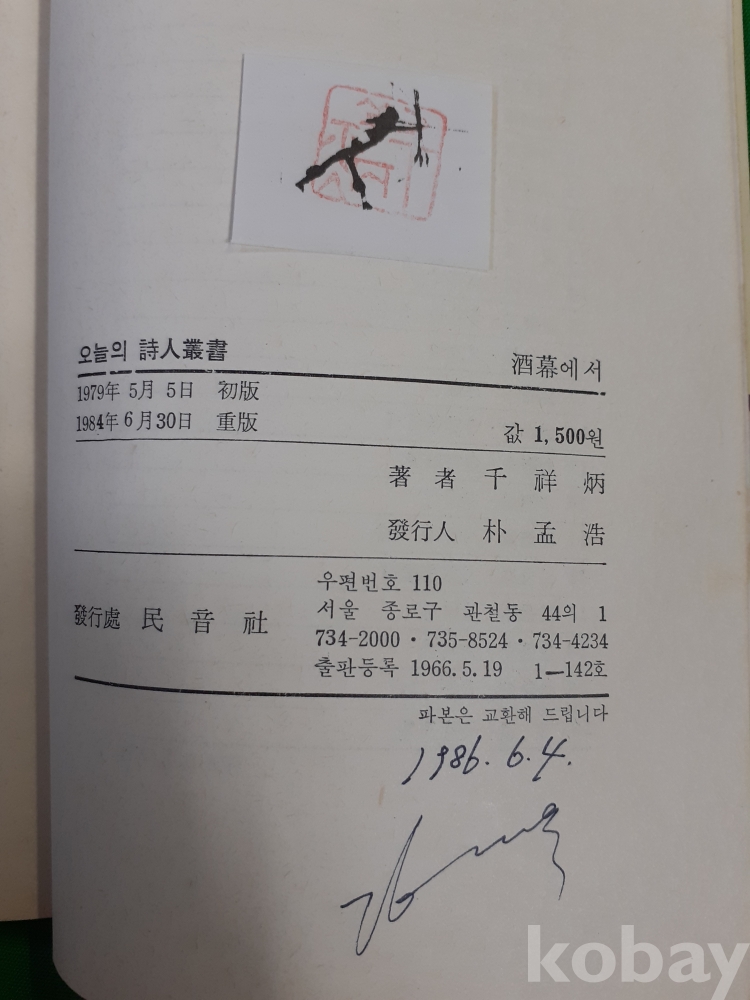 오늘의 詩人叢書
酒幕에서
1979年 5月 5日 初版
1984年 6月 30日 重版
값 1,500원
著者 千祥炳
發行人 朴孟浩
發行處 民音社
우편번호 110
서울 종로구 관철동 44의 1
734-2000・735-8524・734-4234
출판등록 1966.5.19 1—142호
파본은 교환해 드립니다
1986. 6. 4.
kobay